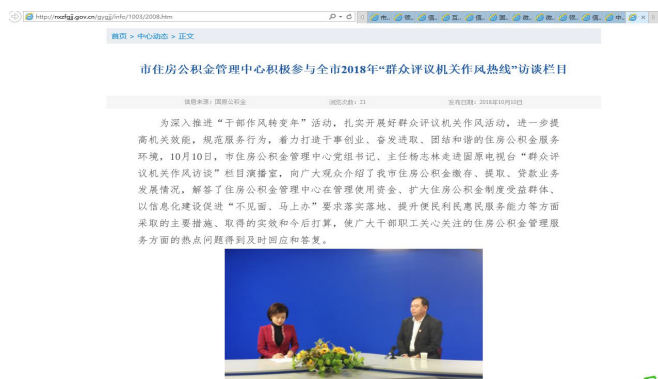 http://nxzfgjj.gov.cn/gygjj/info/1003/2008.htm
首页 > 中心动态 > 正文
市住房公积金管理中心积极参与全市2018年“群众评议机关作风热线”访谈栏目
信息来源：固原公积金 浏览次数：21 发布日期：2018年10月10日
为深入推进“干部作风转变年”活动，扎实开展好群众评议机关作风活动，进一步提
高机关效能，规范服务行为，着力打造干事创业、奋发进取、团结和谐的住房公积金服务
环境，10月10日，市住房公积金管理中心党组书记、主任杨志林走进固原电视台“群众评
议机关作风访谈”栏目演播室，向广大观众介绍了我市住房公积金缴存、提取、贷款业务
发展情况，解答了住房公积金管理中心在管理使用资金、扩大住房公积金制度受益群体、
以信息化建设促进“不见面、马上办”要求落实落地、提升便民利民惠民服务能力等方面
采取的主要措施、取得的实效和今后打算，使广大干部职工关心关注的住房公积金管理服
务方面的热点问题得到及时回应和答复。